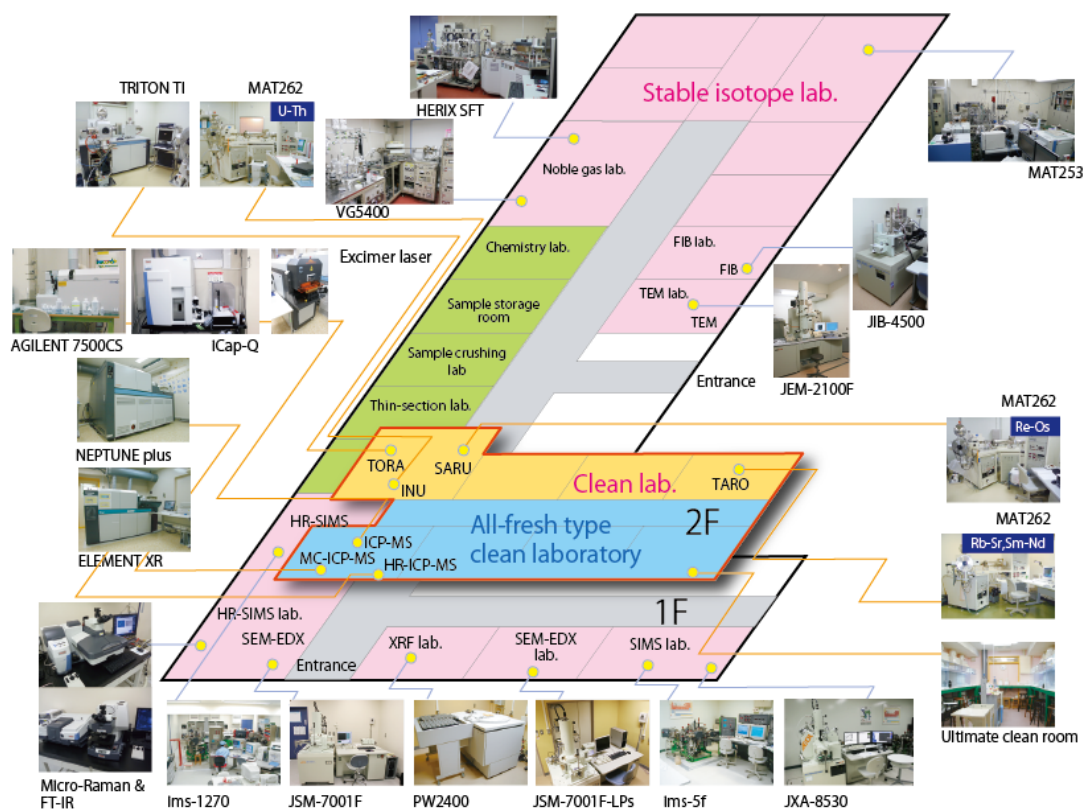 TRITON TI
MAT262
U-Th
HERIX SFT
VG5400
Stable isotope lab.
MAT253
Noble gas lab.
Excimer laser
Chemistry lab.
FIB lab.
FIB
JIB-4500
AGILENT 7500CS
ICap-Q
Sample storage
room
TEM lab.
TEM
JEM-2100F
Sample crushing
lab
Entrance
Thin-section lab.
NEPTUNE plus
MAT262
Re-Os
TORA
SARU
INU
Clean lab.
TARO
HR-SIMS
All-fresh type
clean laboratory
2F
ICP-MS
MC-ICP-MS
HR-ICP-MS
ELEMENT XR
MAT262
Rb-Sr,Sm-Nd
HR-SIMS lab.
1F
SEM-EDX
Entrance
XRF lab.
SEM-EDX
lab.
SIMS lab.
Ultimate clean room
Micro-Raman &
FT-IR
Ims-1270
JSM-7001F
PW2400
JSM-7001F-LPs
Ims-5f
JXA-8530